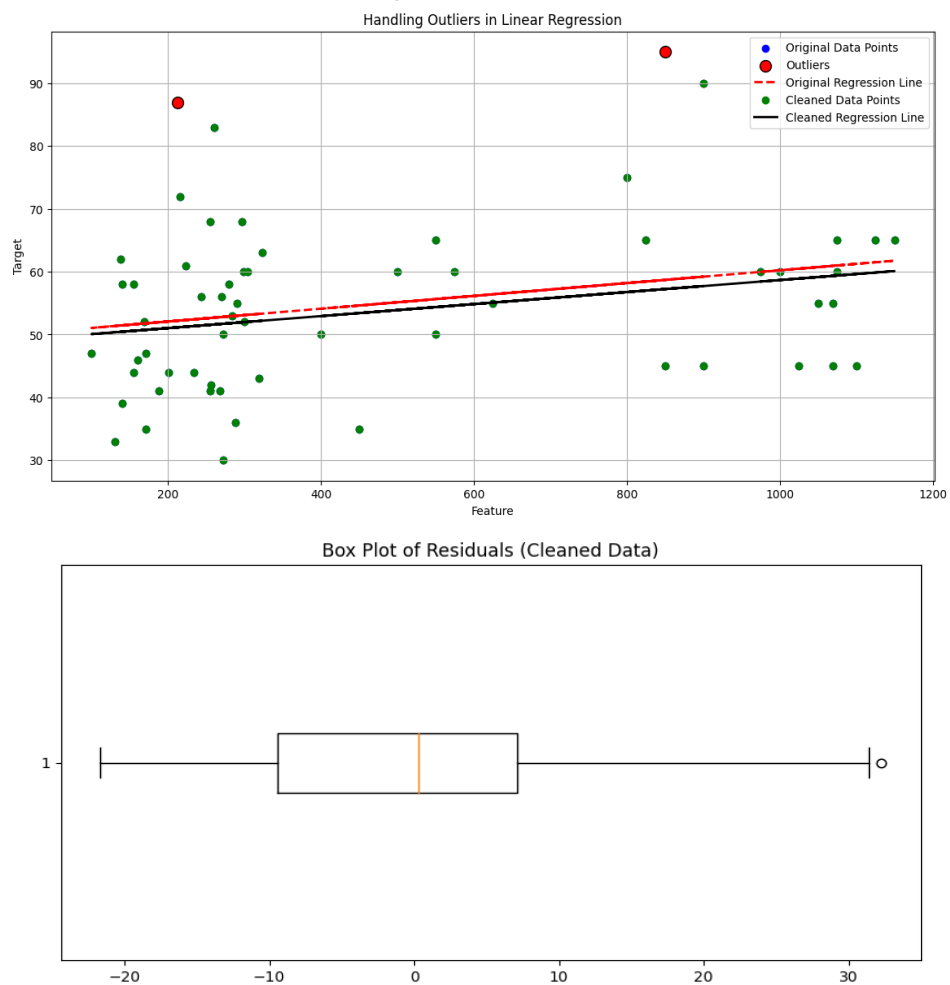 Handling Outliers in Linear Regression
Original Data Points
Outliers
Original Regression Line
Cleaned Data Points
Cleaned Regression Line
Target
90
80
70
60
50
40
30
200
400
600
800
1000
1200
Feature
Box Plot of Residuals (Cleaned Data)
1
−20
−10
0
10
20
30